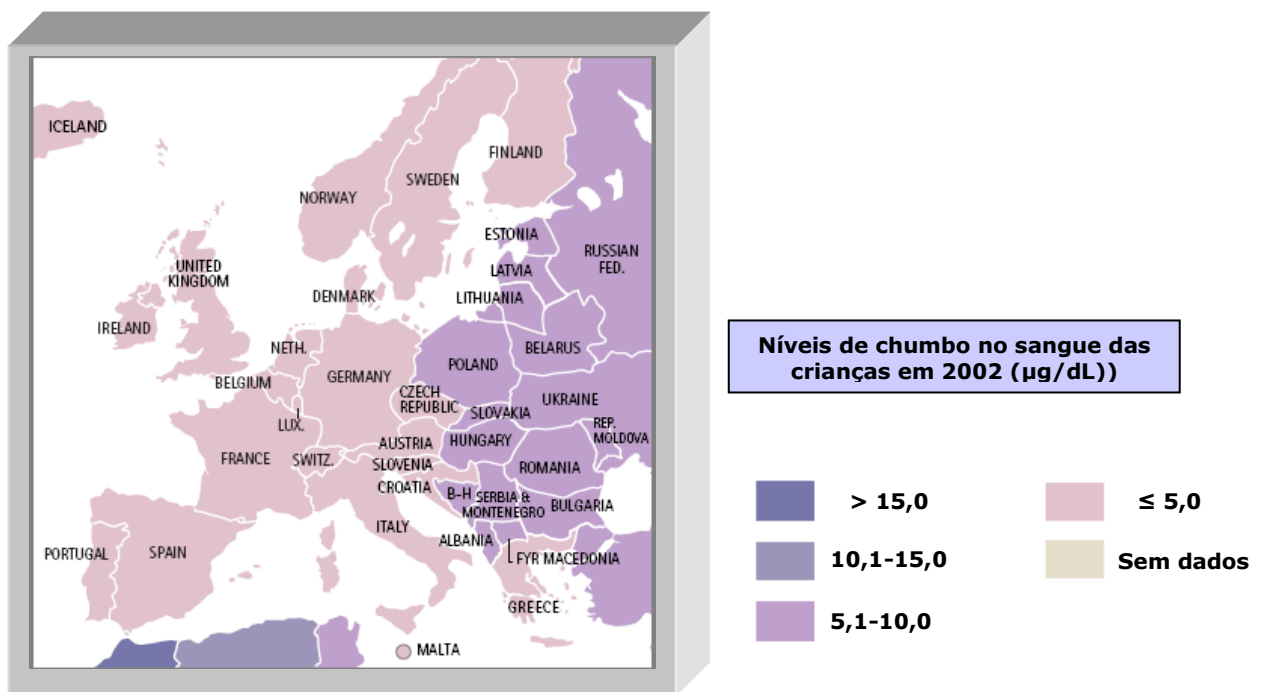 ICELAND
FINLAND
SWEDEN
NORWAY
ESTONIA
RUSSIAN
FED.
UNITED
KINGDOM
LATVIA
DENMARK
LITHUANIA
IRELAND
NETH.
BELARUS
POLAND
GERMANY
BELGIUM
CZECH
REPUBLIC
UKRAINE
SLOVAKIA
LUX.
REP.
MOLDOVA
AUSTRIA
HUNGARY
FRANCE
SWITZ.
SLOVENIA
ROMANIA
CROATIA
B-H
SERBIA &
MONTENEGRO
BULGARIA
ITALY
ALBANIA
PORTUGAL
SPAIN
FYR MACEDONIA
GREECE
MALTA
Níveis de chumbo no sangue das
crianças em 2002 (µg/dL))
> 15,0
≤ 5,0
10,1-15,0
Sem dados
5,1-10,0